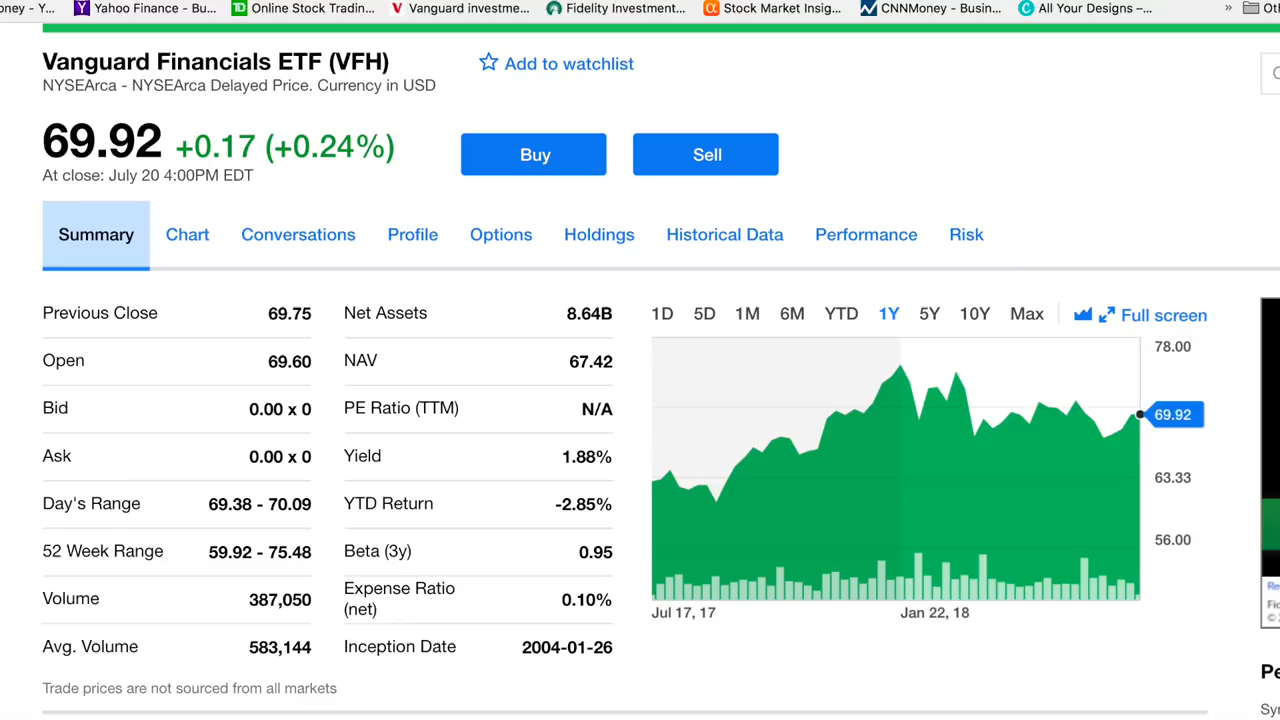 oney - Y... Yahoo Finance - Bu... Online Stock Tradin... Vanguard investme... Fidelity Investment... Stock Market Insig... CNNMoney - Busin... All Your Designs –... » Ot
Vanguard Financials ETF (VFH)
Add to watchlist
NYSEArca - NYSEArca Delayed Price. Currency in USD
69.92 +0.17 (+0.24%)
Buy
Sell
At close: July 20 4:00PM EDT
Summary Chart Conversations Profile Options Holdings Historical Data Performance Risk
Previous Close 69.75
Open 69.60
Bid 0.00 x 0
Ask 0.00 x 0
Day's Range 69.38 - 70.09
52 Week Range 59.92 - 75.48
Volume 387,050
Avg. Volume 583,144
Net Assets 8.64B
NAV 67.42
PE Ratio (TTM) N/A
Yield 1.88%
YTD Return -2.85%
Beta (3y) 0.95
Expense Ratio
(net) 0.10%
Inception Date 2004-01-26
1D 5D 1M 6M YTD 1Y 5Y 10Y Max Full screen
78.00
69.92
63.33
56.00
Jul 17, 17 Jan 22, 18
Trade prices are not sourced from all markets
Re
Fid
©
Pe
Syr